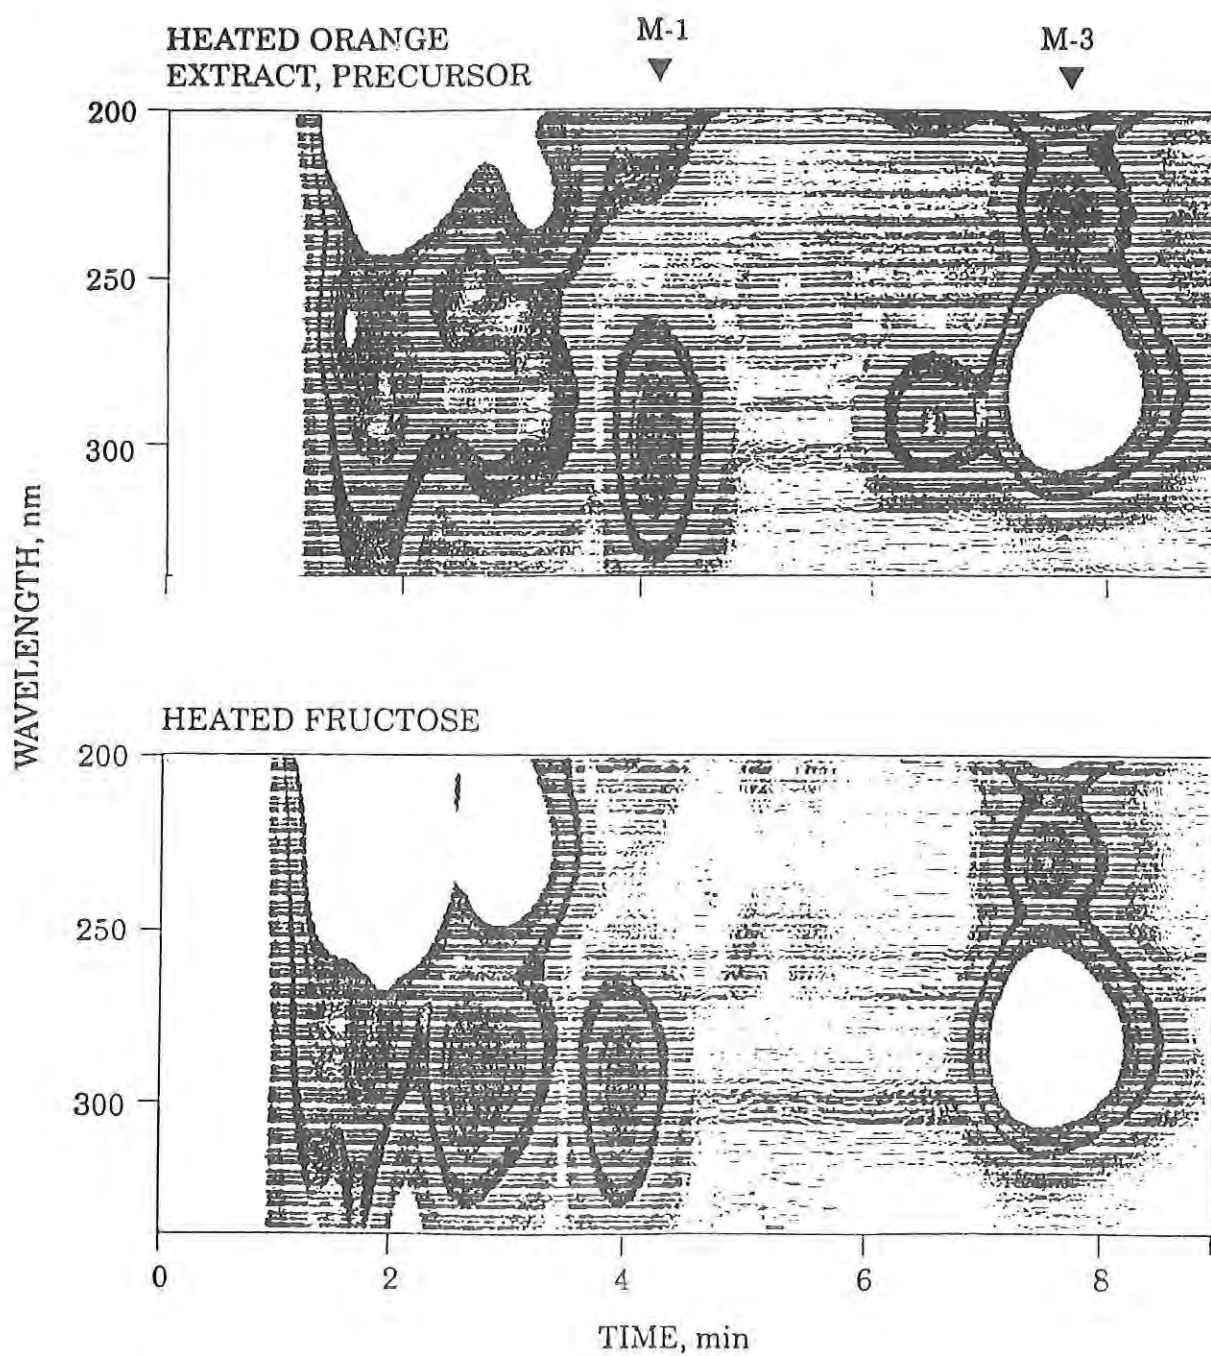 HEATED ORANGE
EXTRACT, PRECURSOR
M-1
M-3
200
250
300
WAVELENGTH, nm
HEATED FRUCTOSE
200
250
300
0 2 4 6 8
TIME, min